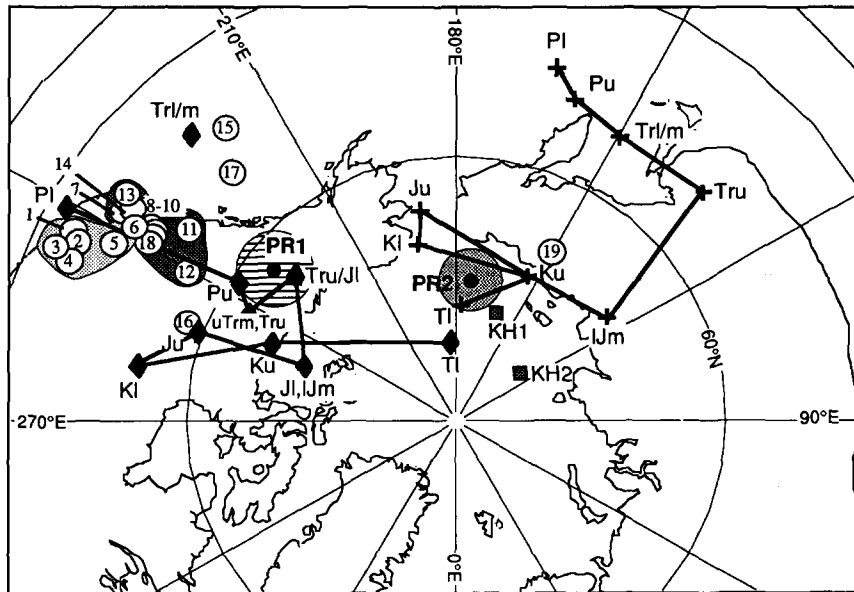 210°E
180°E
Pl
Pu
Trl/m
Trl/m
15
14
17
Pl
7
13
Ju
Tru
1
8-10
6
11
2
3
5
18
Kl
19
4
12
PR1
PR2
Ku
Pu
Tru/Jl
Tl
KH1
lJm
uTrm,Tru
16
Ju
Ku
Tl
60°N
Kl
Jl,lJm
KH2
270°E
90°E
0°E